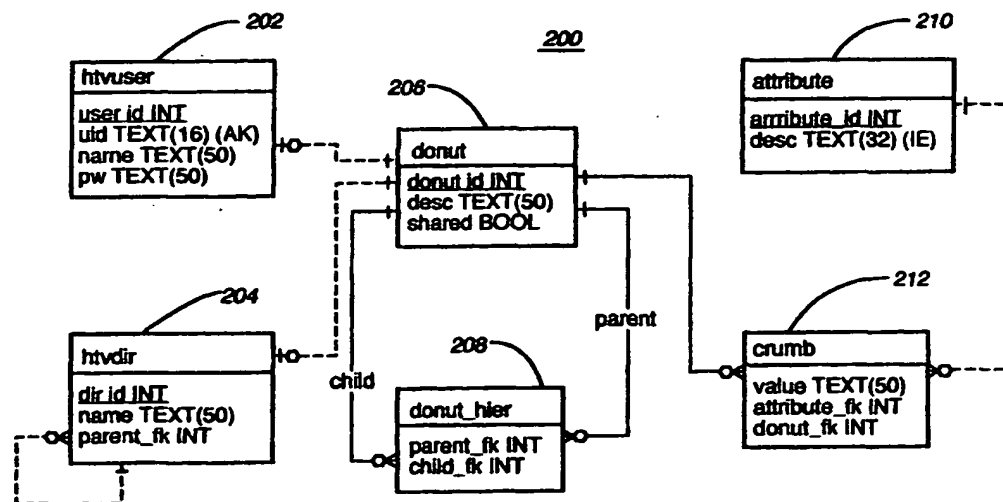 200
202
htvuser
user id INT
uid TEXT(16) (AK)
name TEXT(50)
pw TEXT(50)
206
donut
donut id INT
desc TEXT(50)
shared BOOL
210
attribute
arrribute_id INT
desc TEXT(32) (IE)
204
htvdir
dir id INT
name TEXT(50)
parent_fk INT
child
parent
208
donut_hier
parent_fk INT
child_fk INT
212
crumb
value TEXT(50)
attribute_fk INT
donut_fk INT